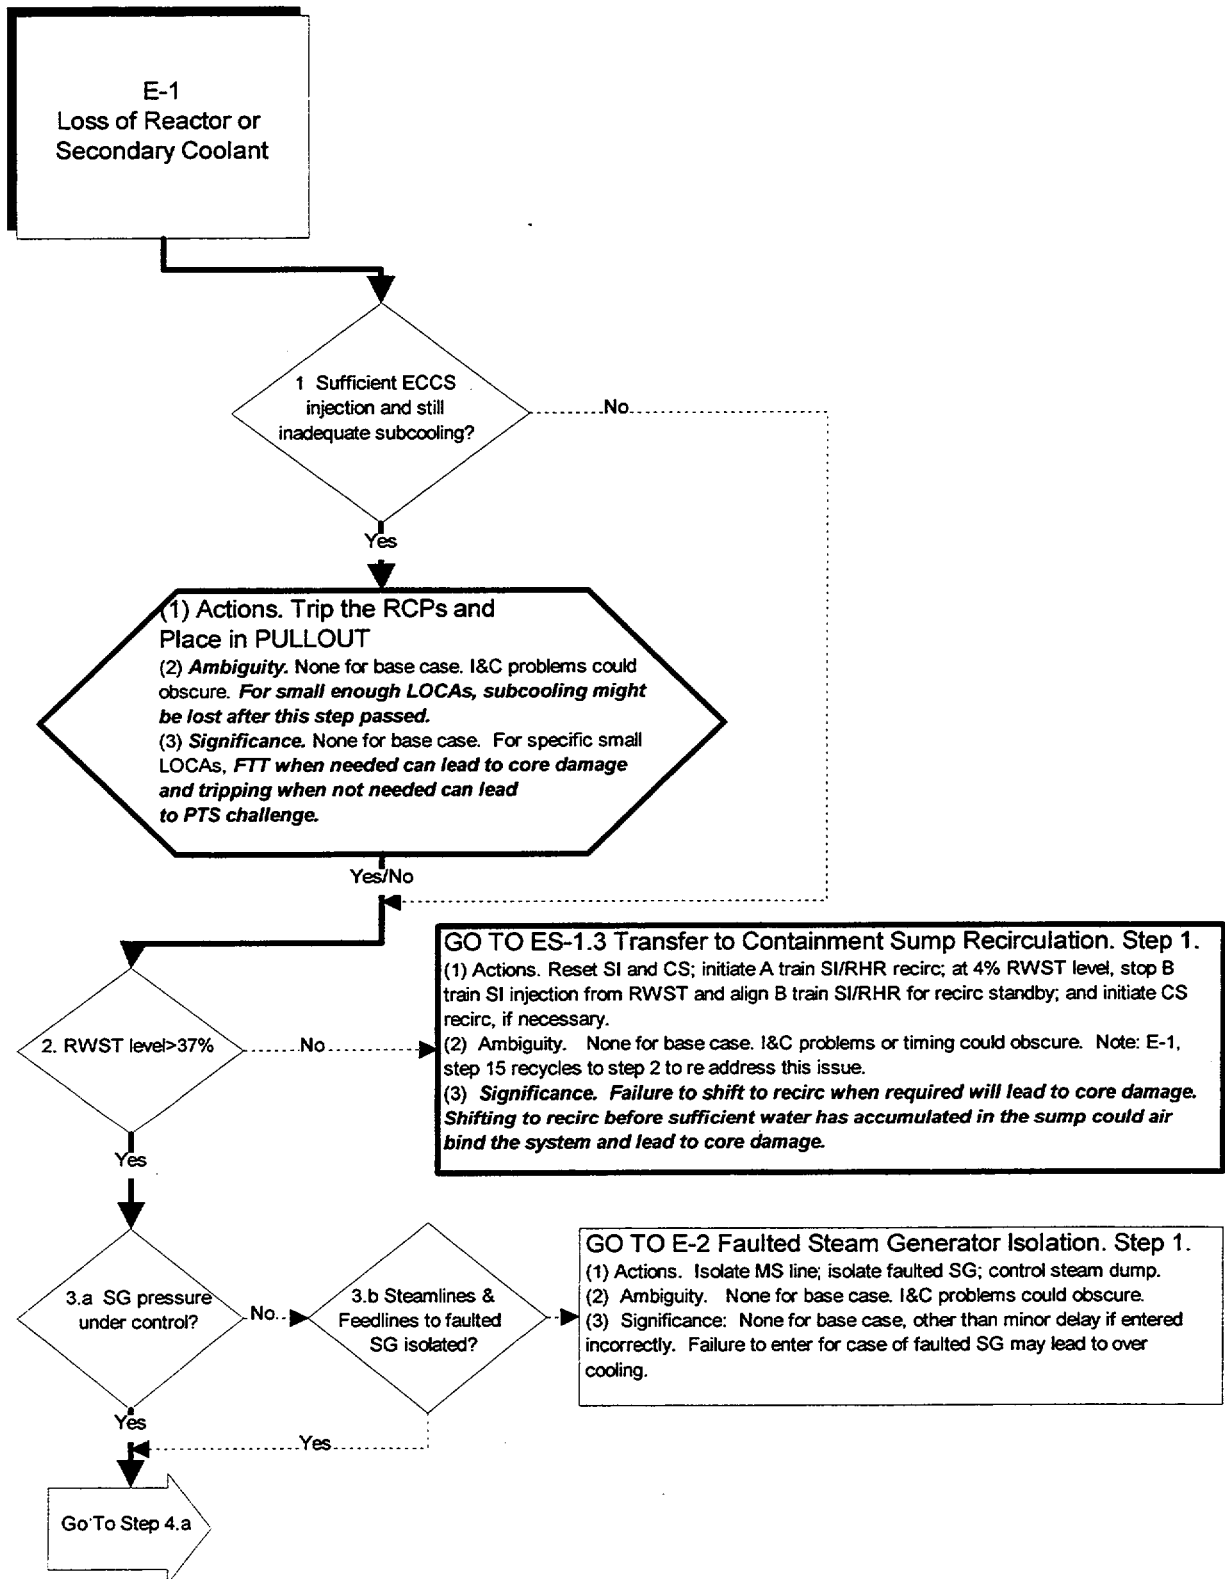 E-1
Loss of Reactor or
Secondary Coolant
1 Sufficient ECCS
injection and still
inadequate subcooling?
No
Yes
(1) Actions. Trip the RCPs and
Place in PULLOUT
(2) Ambiguity. None for base case. I&C problems could
obscure. For small enough LOCAs, subcooling might
be lost after this step passed.
(3) Significance. None for base case. For specific small
LOCAs, FTT when needed can lead to core damage
and tripping when not needed can lead
to PTS challenge.
Yes/No
2. RWST level>37%
No
GO TO ES-1.3 Transfer to Containment Sump Recirculation. Step 1.
(1) Actions. Reset SI and CS; initiate A train SI/RHR recirc; at 4% RWST level, stop B
train SI injection from RWST and align B train SI/RHR for recirc standby; and initiate CS
recirc, if necessary.
(2) Ambiguity. None for base case. I&C problems or timing could obscure. Note: E-1,
step 15 recycles to step 2 to re address this issue.
(3) Significance. Failure to shift to recirc when required will lead to core damage.
Shifting to recirc before sufficient water has accumulated in the sump could air
bind the system and lead to core damage.
Yes
3.a SG pressure
under control?
No
3.b Steamlines &
Feedlines to faulted
SG isolated?
GO TO E-2 Faulted Steam Generator Isolation. Step 1.
(1) Actions. Isolate MS line; isolate faulted SG; control steam dump.
(2) Ambiguity. None for base case. I&C problems could obscure.
(3) Significance: None for base case, other than minor delay if entered
incorrectly. Failure to enter for case of faulted SG may lead to over
cooling.
Yes
Yes
Go To Step 4.a